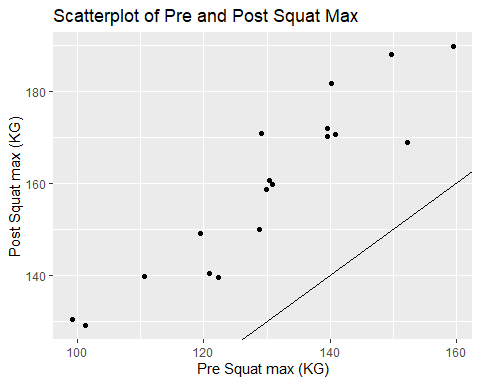 Scatterplot of Pre and Post Squat Max
Post Squat max (KG)
180
160
140
100
120
140
160
Pre Squat max (KG)